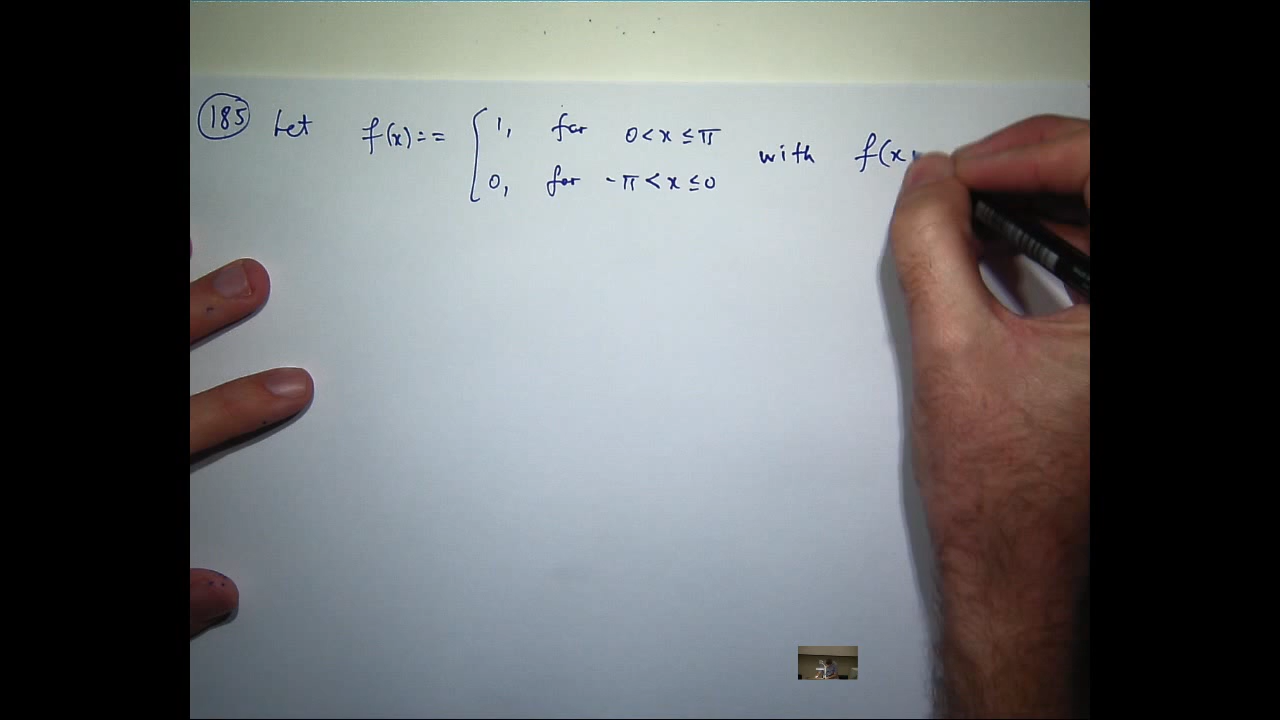 185 Let f(x) := { 1, for 0 < x ≤ π
0, for -π < x ≤ 0
with f(x